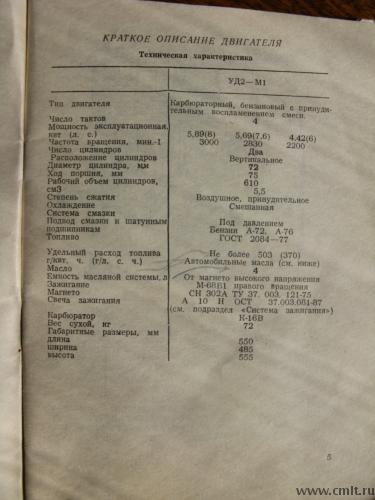 КРАТКОЕ ОПИСАНИЕ ДВИГАТЕЛЯ
Техническая характеристика
УД2—М1
Тип двигателя Карбюраторный, бензиновый с принуди-
тельным воспламенением смеси.
Число тактов 4
Мощность эксплуатационная,
квт (л. с.) 5,89(8) 5,69(7,6) 4,42(6)
Частота вращения, мин.-1 3000 2830 2200
Число цилиндров Два
Расположение цилиндров Вертикальное
Диаметр цилиндра, мм 72
Ход поршня, мм 75
Рабочий объем цилиндров, 610
см3
Степень сжатия 5,5
Охлаждение Воздушное, принудительное
Система смазки Смешанная
Подвод смазки и шатунным
подшипникам Под давлением
Топливо Бензин А-72, А-76
ГОСТ 2084—77
Удельный расход топлива
г/квт. ч. (г/л. с. ч.) Не более 503 (370)
Масло Автомобильные масла (см. ниже)
Емкость масляной системы, л 4
Зажигание От магнето высокого напряжения
Магнето М-68Б1 правого вращения
Свеча зажигания СН 302А ТУ 37. 003. 121-75
А 10 Н ОСТ 37.003.081-87
(см. подраздел «Система зажигания»)
Карбюратор К-16В
Вес сухой, кг 72
Габаритные размеры, мм
длина 550
ширина 485
высота 555
5
www.cmlt.ru